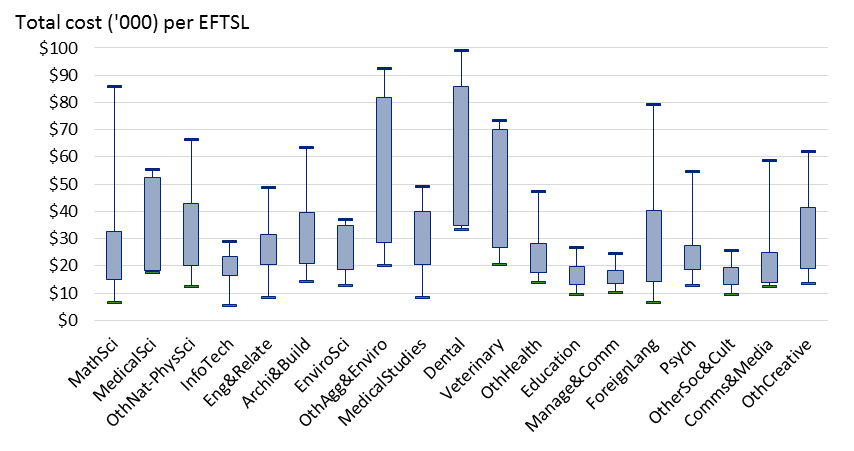 Total cost ('000) per EFTSL
$100
$90
$80
$70
$60
$50
$40
$30
$20
$10
$0
MathSci
MedicalSci
OthNat-PhysSci
InfoTech
Eng&Relate
Archi&Build
EnviroSci
OthAgg&Enviro
MedicalStudies
Dental
Veterinary
OthHealth
Education
Manage&Comm
ForeignLang
Psych
OtherSoc&Cult
Comms&Media
OthCreative